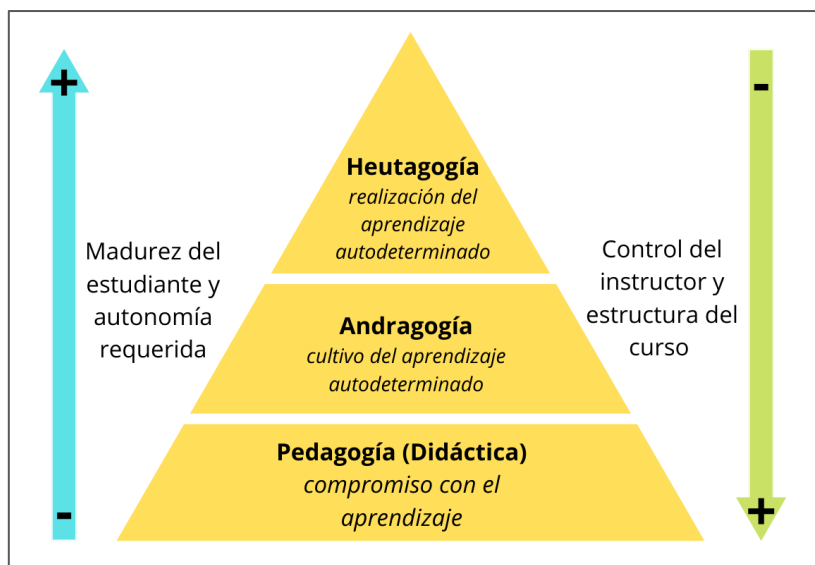 +
-
Heutagogía
realización del
aprendizaje
autodeterminado
Madurez del
estudiante y
autonomía
requerida
Control del
instructor y
estructura del
curso
Andragogía
cultivo del aprendizaje
autodeterminado
Pedagogía (Didáctica)
compromiso con el
aprendizaje
-
+